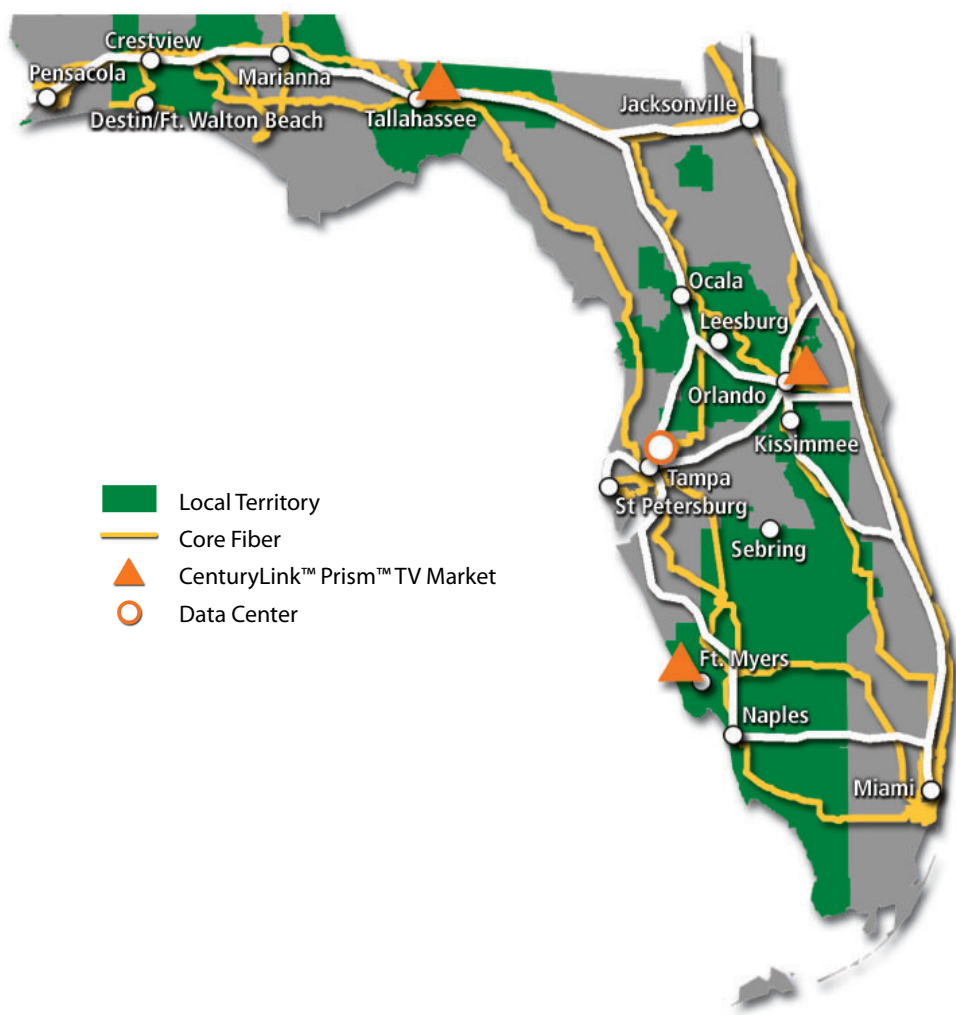 Crestview
Pensacola
Marianna
Destin/Ft. Walton Beach
Tallahassee
Jacksonville
Ocala
Leesburg
Orlando
Kissimmee
Tampa
St Petersburg
Sebring
Local Territory
Core Fiber
CenturyLink™ Prism™ TV Market
Data Center
Ft. Myers
Naples
Miami